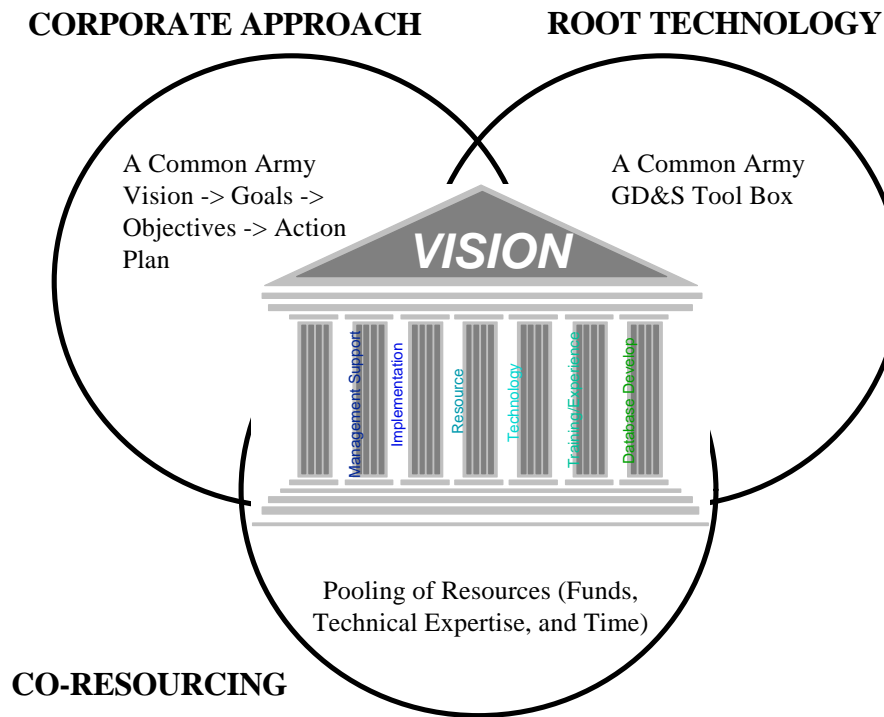 CORPORATE APPROACH
ROOT TECHNOLOGY
A Common Army
Vision -> Goals ->
Objectives -> Action
Plan
A Common Army
GD&S Tool Box
VISION
Management Support
Implementation
Resource
Technology
Training/Experience
Database Develop
Pooling of Resources (Funds,
Technical Expertise, and Time)
CO-RESOURCING